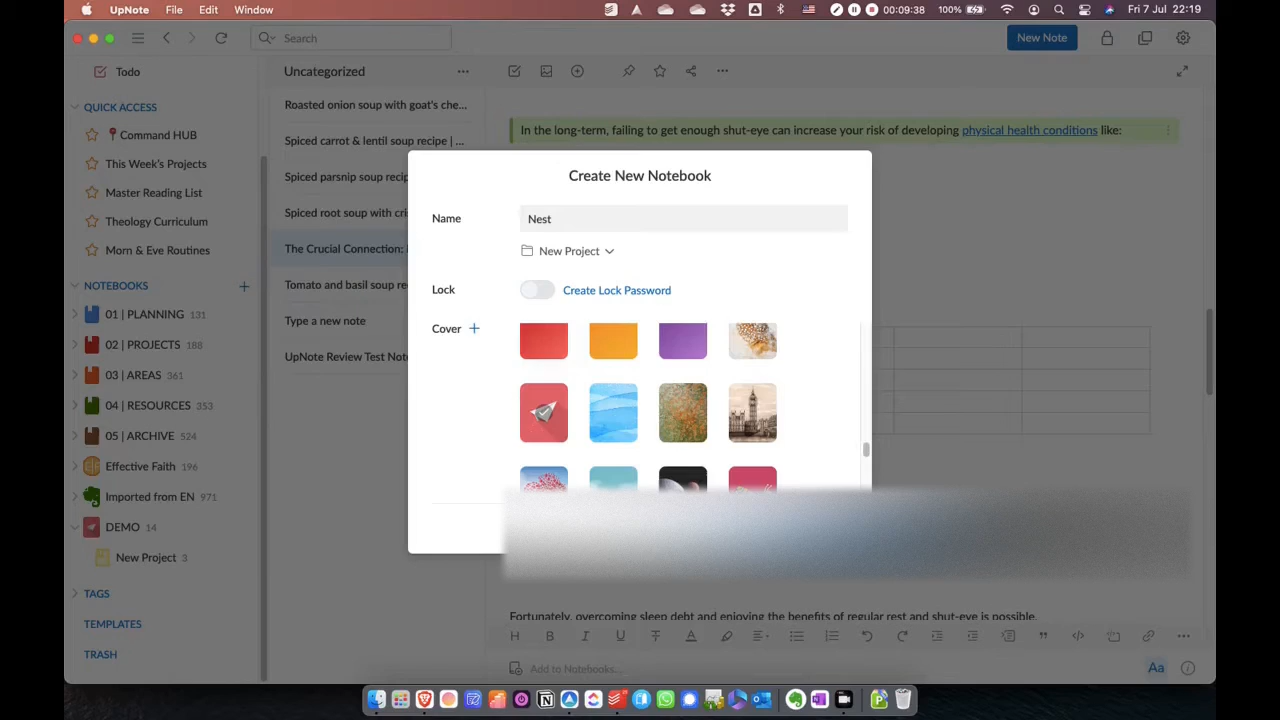 UpNote File Edit Window 00:09:38 100% Fri 7 Jul 22:19
Search
New Note
Todo
QUICK ACCESS
Command HUB
This Week's Projects
Master Reading List
Theology Curriculum
Morn & Eve Routines
NOTEBOOKS
01 | PLANNING 131
02 | PROJECTS 188
03 | AREAS 361
04 | RESOURCES 353
05 | ARCHIVE 524
Effective Faith 196
Imported from EN 971
DEMO 14
New Project 3
TAGS
TEMPLATES
TRASH
Uncategorized
Roasted onion soup with goat's che...
Spiced carrot & lentil soup recipe | ...
Spiced parsnip soup recip
Spiced root soup with cri
The Crucial Connection:
Tomato and basil soup re
Type a new note
UpNote Review Test Not
In the long-term, failing to get enough shut-eye can increase your risk of developing physical health conditions like:
Create New Notebook
Name
Nest
New Project
Lock
Create Lock Password
Cover +
Fortunately, overcoming sleep debt and enjoying the benefits of regular rest and shut-eye is possible.
H B I U T A
Add to Notebooks...
Aa